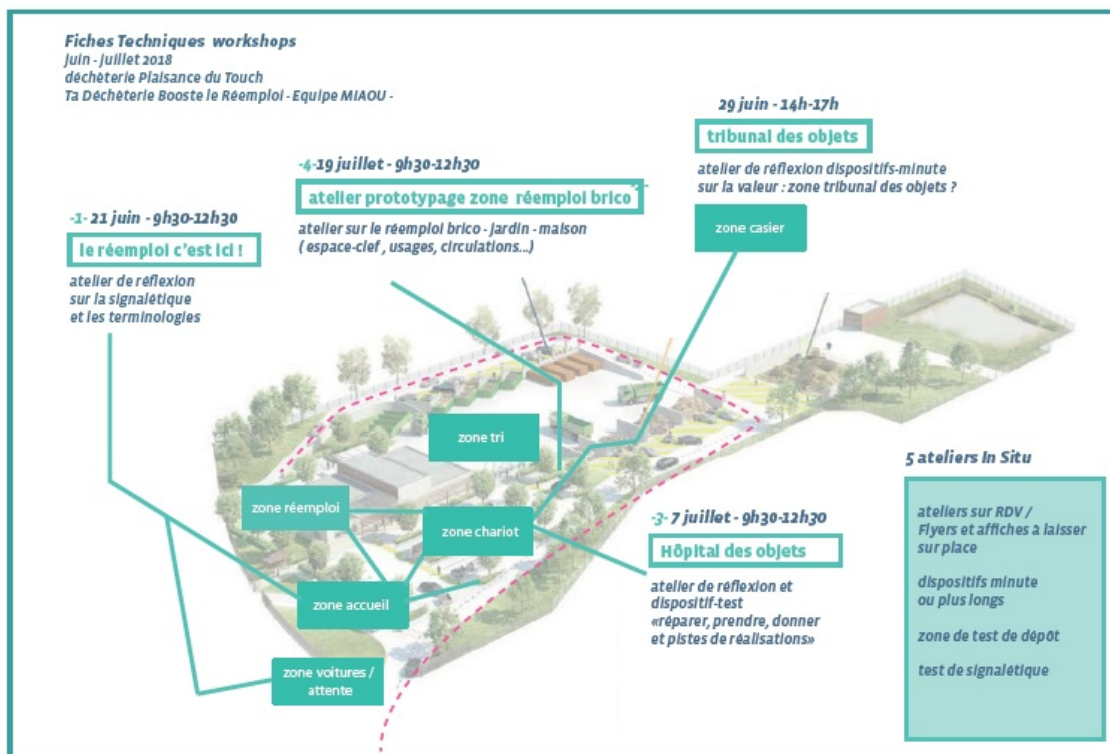 Fiches Techniques workshops
juin - juillet 2018
déchèterie Plaisance du Touch
Ta Déchèterie Booste le Réemploi - Equipe MIAOU -
29 juin - 14h-17h
tribunal des objets
atelier de réflexion dispositifs-minute
sur la valeur : zone tribunal des objets ?
zone casier
-4- 19 juillet - 9h30-12h30
atelier prototypage zone réemploi brico
atelier sur le réemploi brico - jardin - maison
( espace-clef , usages, circulations...)
-1- 21 juin - 9h30-12h30
le réemploi c'est ici !
atelier de réflexion
sur la signalétique
et les terminologies
zone tri
zone réemploi
zone chariot
zone accueil
zone voitures /
attente
-3- 7 juillet - 9h30-12h30
Hôpital des objets
atelier de réflexion et
dispositif-test
«réparer, prendre, donner
et pistes de réalisations»
5 ateliers In Situ
ateliers sur RDV /
Flyers et affiches à laisser
sur place
dispositifs minute
ou plus longs
zone de test de dépôt
test de signalétique